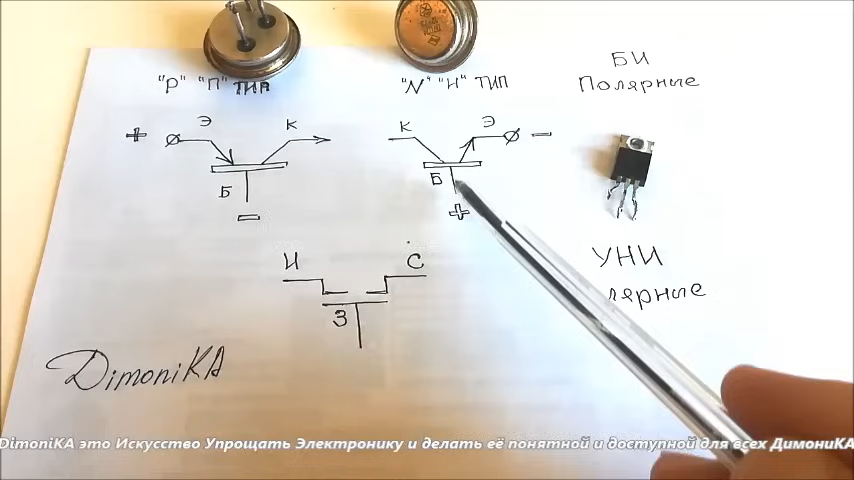 "P" "П" ТИП
"N" "Н" ТИП
БИ
Полярные
+ Э К
К Э −
Б
−
Б
+
И С
З
УНИ
лярные
DimoniKA
DimoniKA это Искусство Упрощать Электронику и делать её понятной и доступной для всех ДимониКА